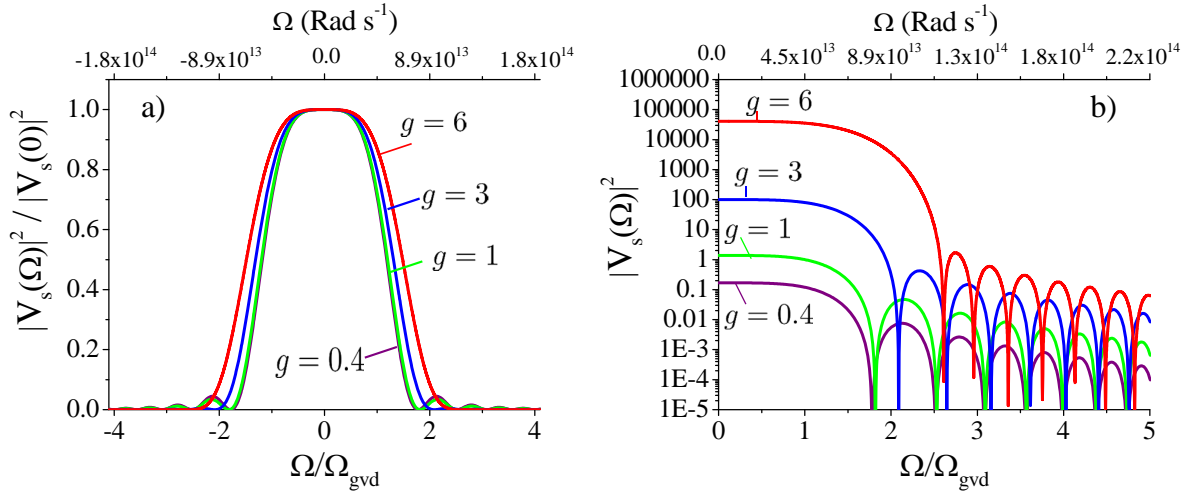 Ω (Rad s⁻¹)
-1.8x10¹⁴ -8.9x10¹³ 0.0 8.9x10¹³ 1.8x10¹⁴
a)
1.0
0.8
0.6
0.4
0.2
0.0
|Vₛ(Ω)|² / |Vₛ(0)|²
g = 6
g = 3
g = 1
g = 0.4
-4 -2 0 2 4
Ω/Ω_gvd
Ω (Rad s⁻¹)
0.0 4.5x10¹³ 8.9x10¹³ 1.3x10¹⁴ 1.8x10¹⁴ 2.2x10¹⁴
b)
1000000
100000
10000
1000
100
10
1
0.1
0.01
1E-3
1E-4
1E-5
|Vₛ(Ω)|²
g = 6
g = 3
g = 1
g = 0.4
0 1 2 3 4 5
Ω/Ω_gvd